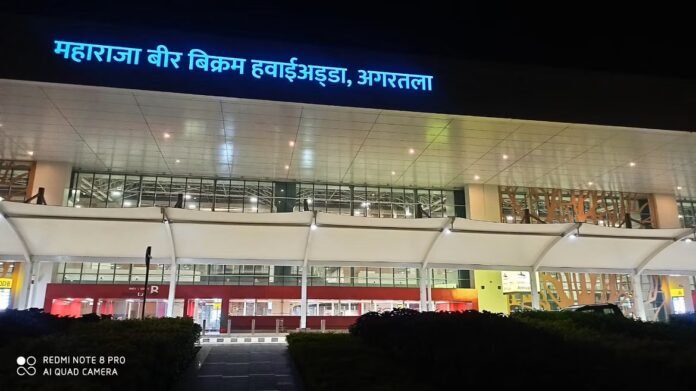 महाराजा बीर बिक्रम हवाईअड्डा, अगरतला
REDMI NOTE 8 PRO
AI QUAD CAMERA